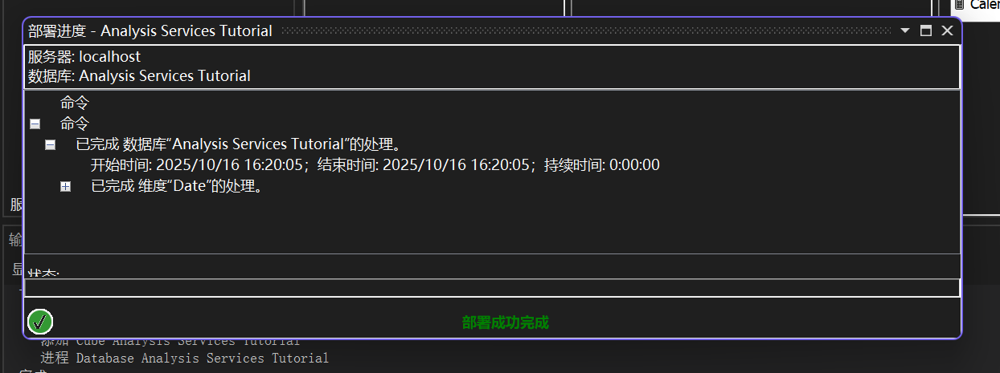 Caler
部署进度 - Analysis Services Tutorial
服务器: localhost
数据库: Analysis Services Tutorial
命令
命令
已完成 数据库“Analysis Services Tutorial”的处理。
开始时间: 2025/10/16 16:20:05；结束时间: 2025/10/16 16:20:05；持续时间: 0:00:00
已完成 维度“Date”的处理。
服
输
显
状态:
部署成功完成
添加 Cube Analysis Services Tutorial
进程 Database Analysis Services Tutorial
完成